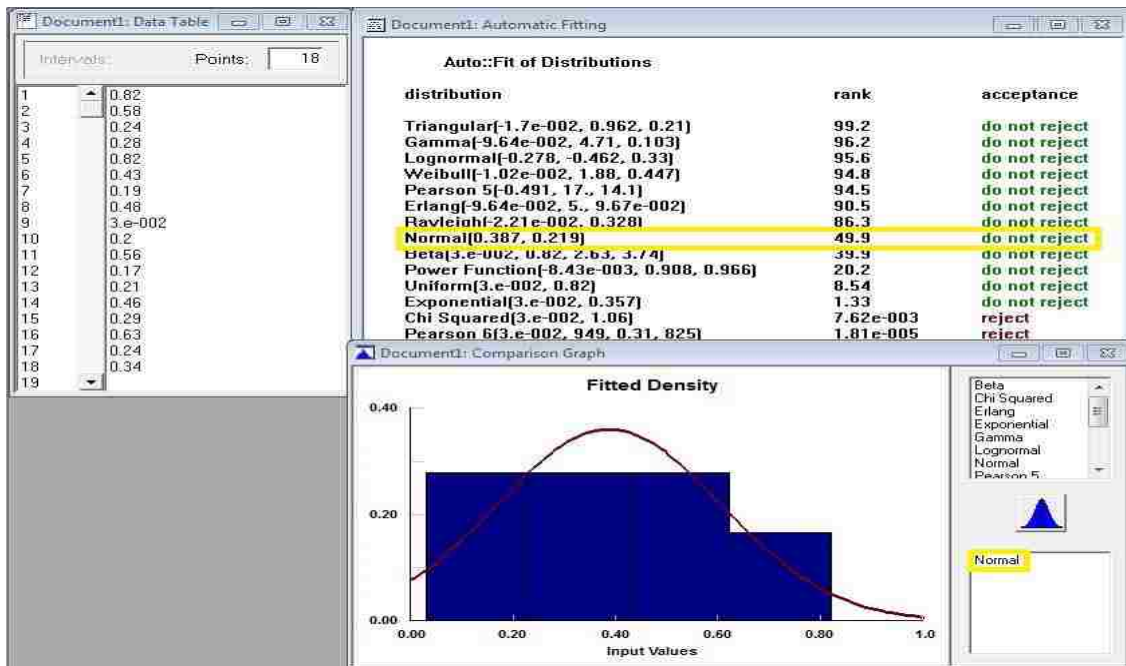 Document1: Data Table
Intervals: Points: 18
1 0.82
2 0.58
3 0.24
4 0.28
5 0.82
6 0.43
7 0.19
8 0.48
9 3.e-002
10 0.2
11 0.56
12 0.17
13 0.21
14 0.46
15 0.29
16 0.63
17 0.24
18 0.34
19
Document1: Automatic Fitting
Auto::Fit of Distributions
distribution rank acceptance
Triangular(-1.7e-002, 0.962, 0.21) 99.2 do not reject
Gamma(-9.64e-002, 4.71, 0.103) 96.2 do not reject
Lognormal(-0.278, -0.462, 0.33) 95.6 do not reject
Weibull(-1.02e-002, 1.88, 0.447) 94.8 do not reject
Pearson 5(-0.491, 17., 14.1) 94.5 do not reject
Erlang(-9.64e-002, 5., 9.67e-002) 90.5 do not reject
Rayleigh(-2.21e-002, 0.328) 86.3 do not reject
Normal(0.387, 0.219) 49.9 do not reject
Beta(3.e-002, 0.82, 2.63, 3.74) 39.9 do not reject
Power Function(-8.43e-003, 0.908, 0.966) 20.2 do not reject
Uniform(3.e-002, 0.82) 8.54 do not reject
Exponential(3.e-002, 0.357) 1.33 do not reject
Chi Squared(3.e-002, 1.06) 7.62e-003 reject
Pearson 6(3.e-002, 949, 0.31, 825) 1.81e-005 reject
Document1: Comparison Graph
Fitted Density
0.40
0.20
0.00
0.00 0.20 0.40 0.60 0.80 1.0
Input Values
Beta
Chi Squared
Erlang
Exponential
Gamma
Lognormal
Normal
Pearson 5
Normal